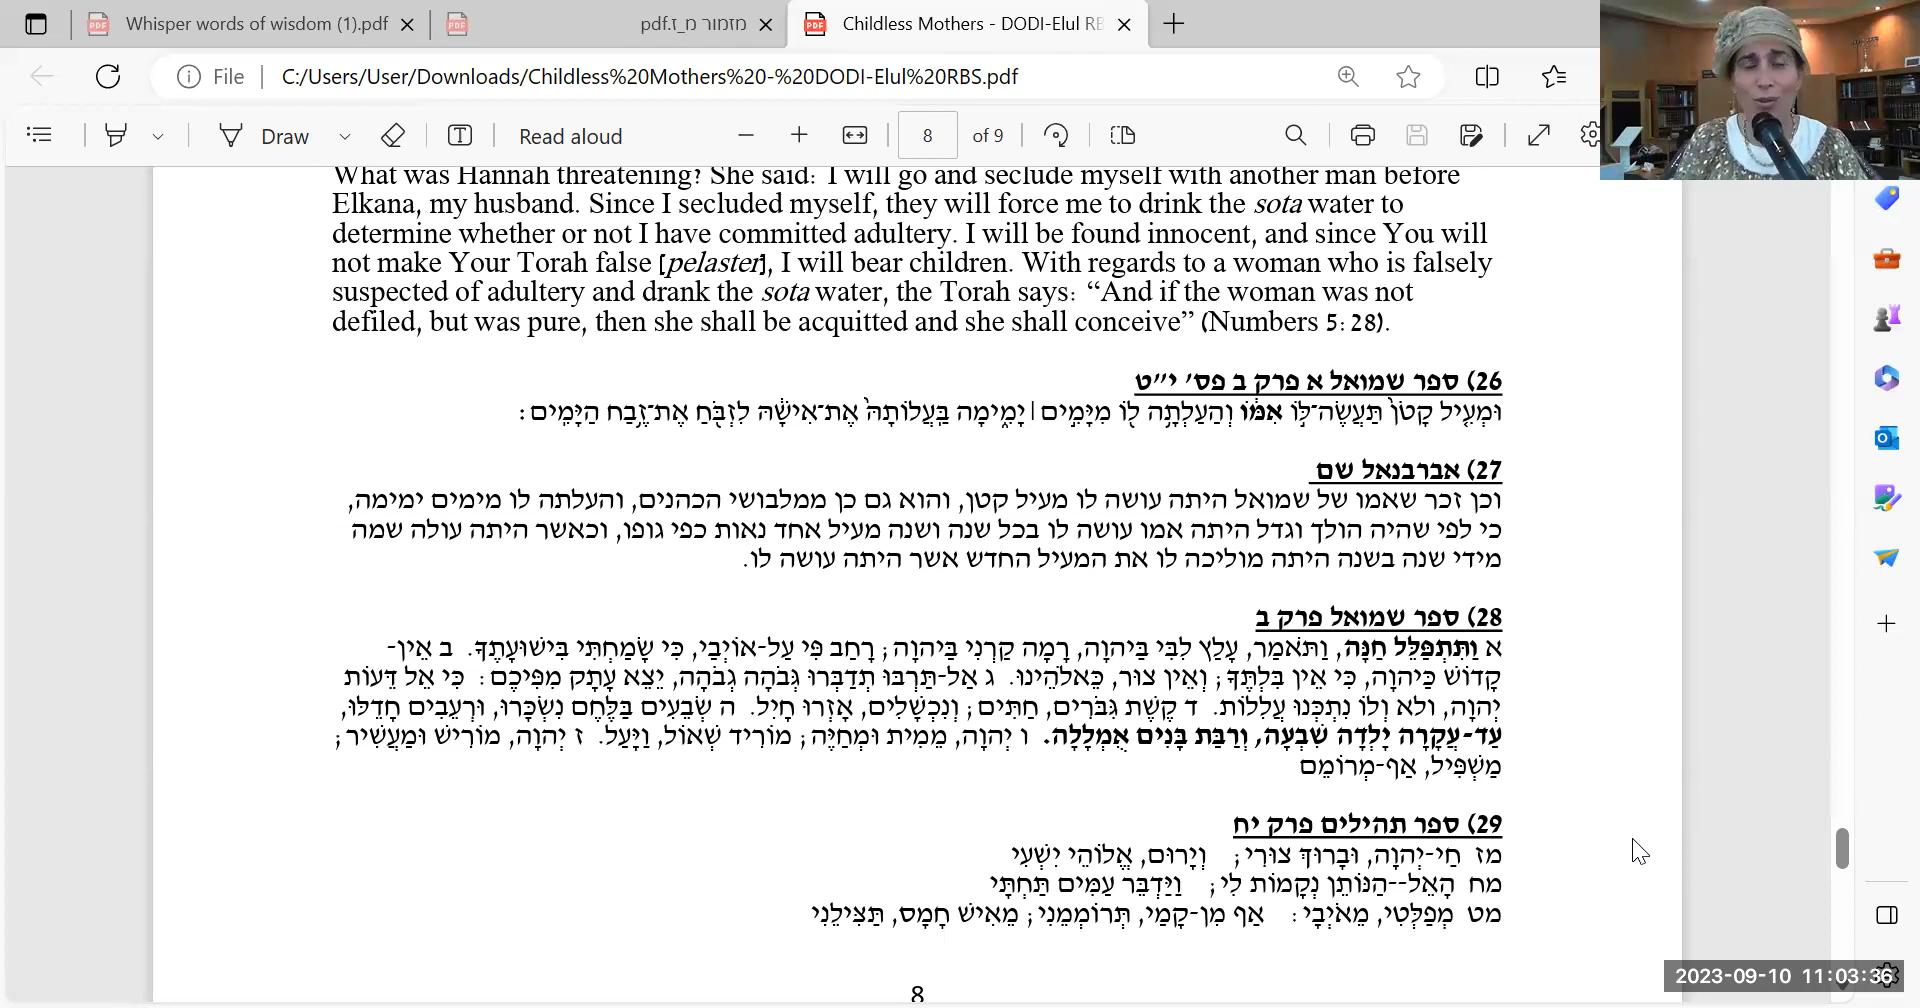 Whisper words of wisdom (1).pdf
מזמור מ_ז.pdf
Childless Mothers - DODI-Elul RB
File
C:/Users/User/Downloads/Childless%20Mothers%20-%20DODI-Elul%20RBS.pdf
Draw
Read aloud
8
of 9
What was Hannah threatening? She said: I will go and seclude myself with another man before
Elkana, my husband. Since I secluded myself, they will force me to drink the sota water to
determine whether or not I have committed adultery. I will be found innocent, and since You will
not make Your Torah false [pelaster], I will bear children. With regards to a woman who is falsely
suspected of adultery and drank the sota water, the Torah says: “And if the woman was not
defiled, but was pure, then she shall be acquitted and she shall conceive” (Numbers 5:28).
26) ספר שמואל א פרק ב פס' י"ט
וּמְעִ֤יל קָטֹן֙ תַּעֲשֶׂה־לּ֣וֹ אִמּ֔וֹ וְהַעַלְתָ֥ה ל֖וֹ מִיָּמִ֣ים | יָמִ֑ימָה בַּֽעֲלוֹתָהּ֙ אֶת־אִישָׁ֔הּ לִזְבֹּ֖חַ אֶת־זֶ֥בַח הַיָּמִֽים:
27) אברבנאל שם
וכן זכר שאמו של שמואל היתה עושה לו מעיל קטן, והוא גם כן ממלבושי הכהנים, והעלתה לו מימים ימימה,
כי לפי שהיה הולך וגדל היתה אמו עושה לו בכל שנה ושנה מעיל אחד נאות כפי גופו, וכאשר היתה עולה שמה
מידי שנה בשנה היתה מוליכה לו את המעיל החדש אשר היתה עושה לו.
28) ספר שמואל פרק ב
א וַתִּתְפַּלֵּל חַנָּה, וַתֹּאמַר, עָלַץ לִבִּי בַּיהוָה, רָמָה קַרְנִי בַּיהוָה; רָחַב פִּי עַל-אוֹיְבַי, כִּי שָׂמַחְתִּי בִּישׁוּעָתֶךָ. ב אֵין-
קָדוֹשׁ כַּיהוָה, כִּי אֵין בִּלְתֶּךָ; וְאֵין צוּר, כֵּאלֹהֵינוּ. ג אַל-תַּרְבּוּ תְדַבְּרוּ גְּבֹהָה גְבֹהָה, יֵצֵא עָתָק מִפִּיכֶם: כִּי אֵל דֵּעוֹת
יְהוָה, ולא וְלוֹ נִתְכְּנוּ עֲלִלוֹת. ד קֶשֶׁת גִּבֹּרִים, חַתִּים; וְנִכְשָׁלִים, אָזְרוּ חָיִל. ה שְׂבֵעִים בַּלֶּחֶם נִשְׂכָּרוּ, וּרְעֵבִים חָדֵלּוּ,
עַד-עֲקָרָה יָלְדָה שִׁבְעָה, וְרַבַּת בָּנִים אֻמְלָלָה. ו יְהוָה, מֵמִית וּמְחַיֶּה; מוֹרִיד שְׁאוֹל, וַיָּעַל. ז יְהוָה, מוֹרִישׁ וּמַעֲשִׁיר;
מַשְׁפִּיל, אַף-מְרוֹמֵם
29) ספר תהילים פרק יח
מז חַי-יְהוָה, וּבָרוּךְ צוּרִי; וְיָרוּם, אֱלוֹהֵי יִשְׁעִי
מח הָאֵל--הַנּוֹתֵן נְקָמוֹת לִי; וַיַּדְבֵּר עַמִּים תַּחְתָּי
מט מְפַלְּטִי, מֵאֹיְבָי: אַף מִן-קָמַי, תְּרוֹמְמֵנִי; מֵאִישׁ חָמָס, תַּצִּילֵנִי
2023-09-10 11:03:36
8